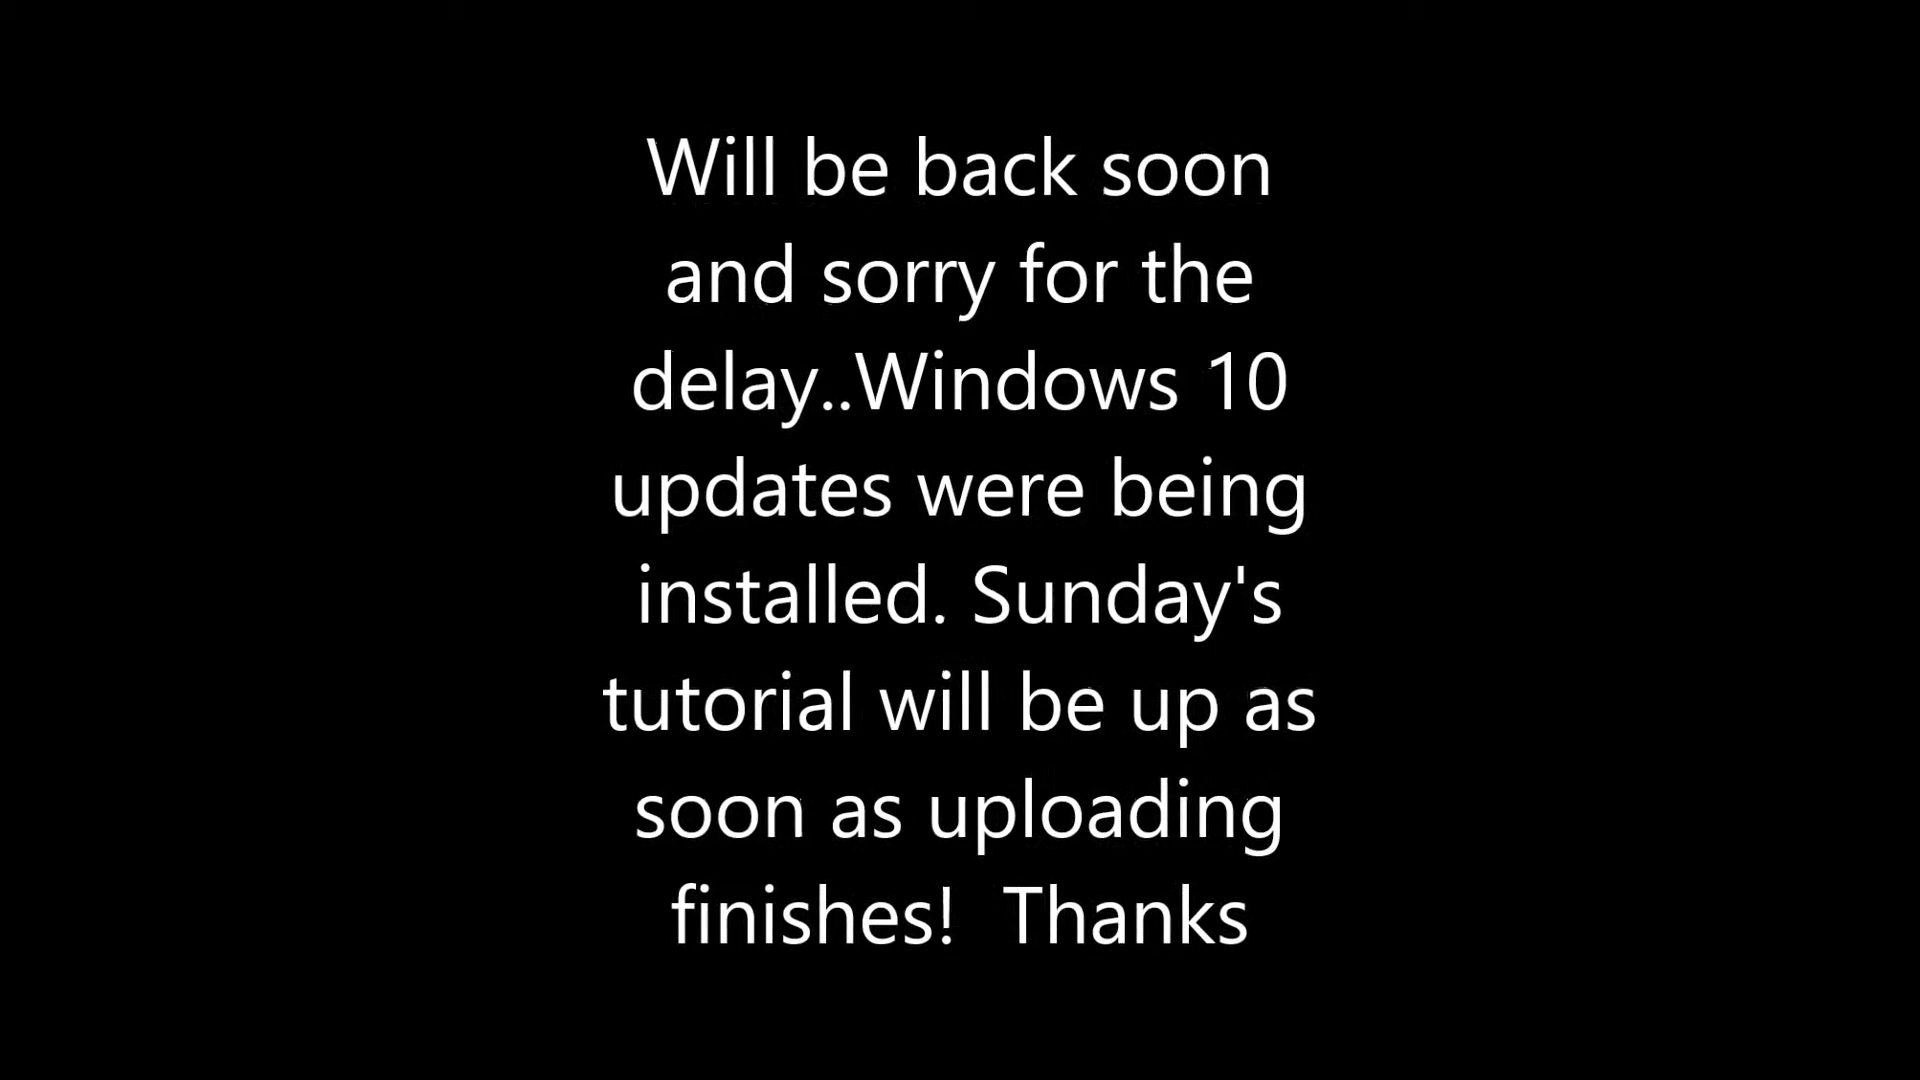 Will be back soon
and sorry for the
delay..Windows 10
updates were being
installed. Sunday's
tutorial will be up as
soon as uploading
finishes!  Thanks